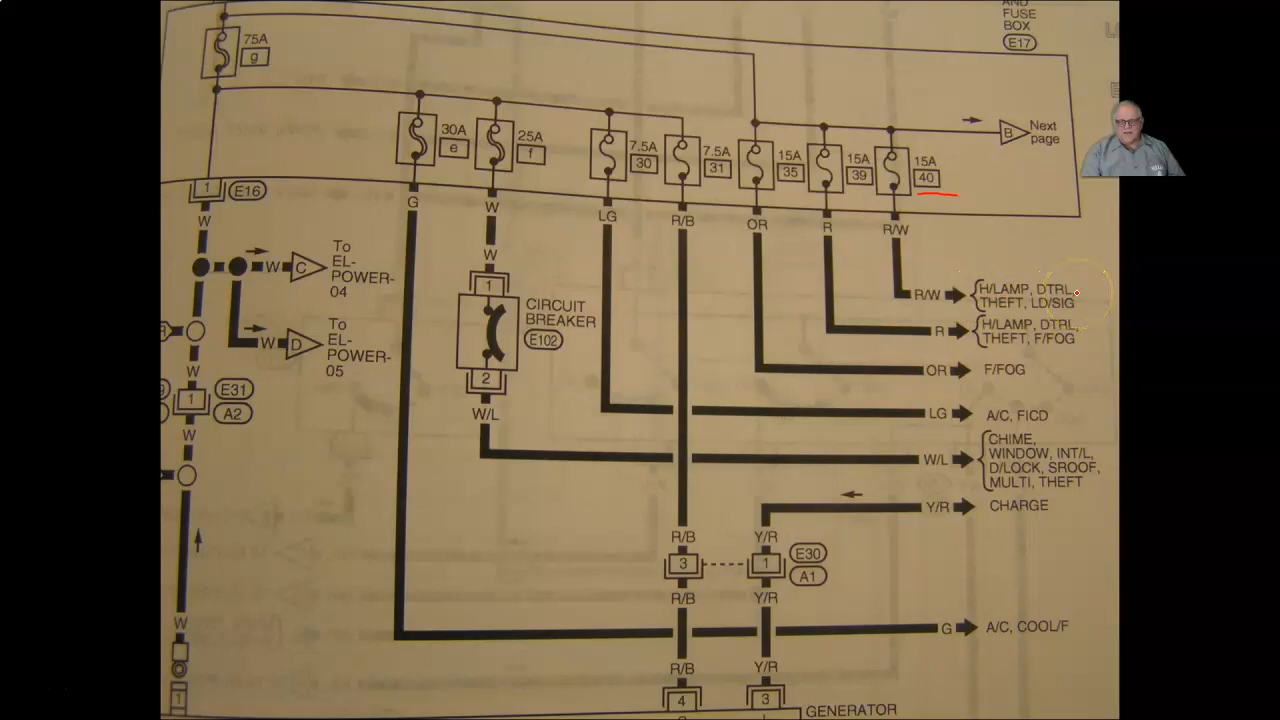 AND
FUSE
BOX
E17
75A
g
30A
e
25A
f
7.5A
30
7.5A
31
15A
35
15A
39
15A
40
B
Next
page
1
E16
W
G
W
LG
R/B
OR
R
R/W
W
C
To
EL-
POWER-
04
W
D
To
EL-
POWER-
05
W
1
CIRCUIT
BREAKER
E102
2
W/L
R/W
H/LAMP, DTRL,
THEFT, LD/SIG
R
H/LAMP, DTRL,
THEFT, F/FOG
OR
F/FOG
LG
A/C, FICD
W/L
CHIME,
WINDOW, INT/L,
D/LOCK, SROOF,
MULTI, THEFT
Y/R
CHARGE
W
1
E31
A2
W
R/B
Y/R
3
1
E30
A1
R/B
Y/R
G
A/C, COOL/F
W
1
R/B
Y/R
4
3
GENERATOR